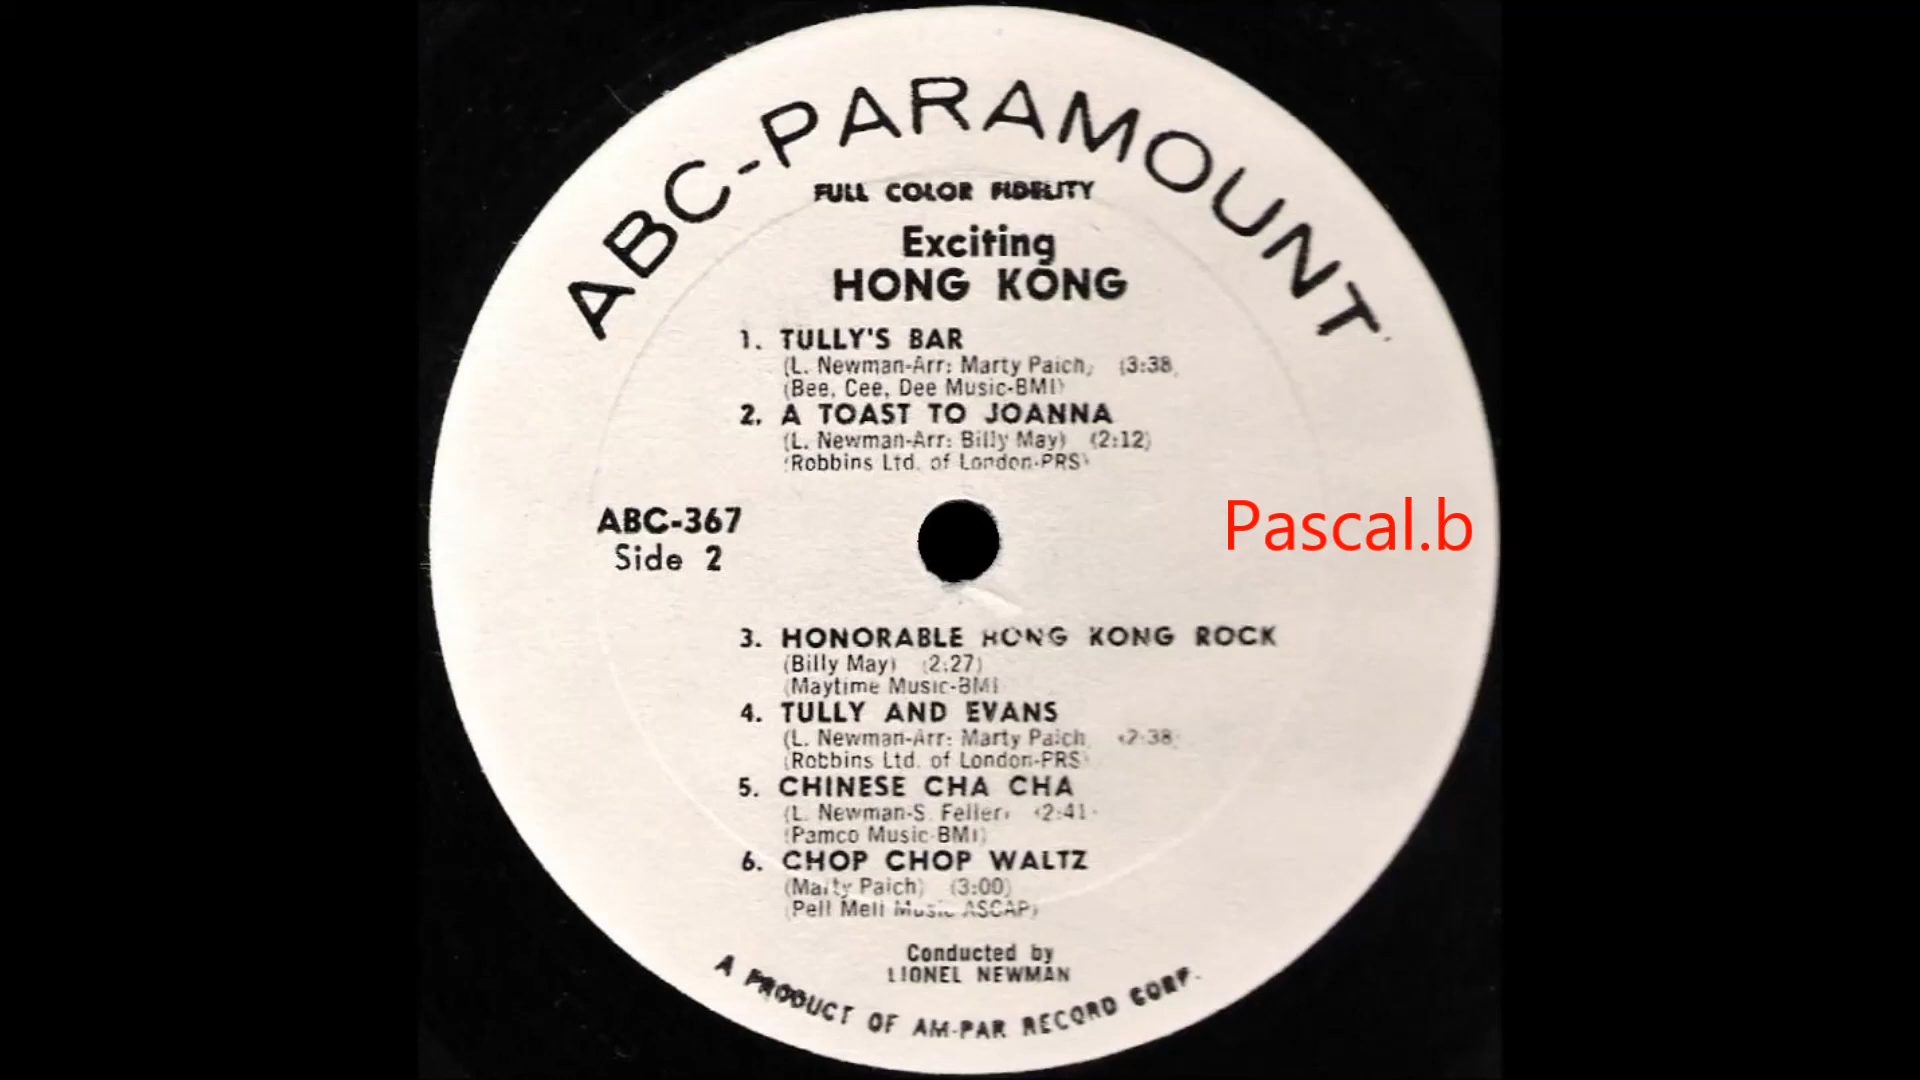 ABC-PARAMOUNT
FULL COLOR FIDELITY
Exciting
HONG KONG
1. TULLY'S BAR
(L. Newman-Arr: Marty Paich) (3:38)
(Bee, Cee, Dee Music-BMI)
2. A TOAST TO JOANNA
(L. Newman-Arr: Billy May) (2:12)
(Robbins Ltd. of London-PRS)
ABC-367
Side 2
Pascal.b
3. HONORABLE HONG KONG ROCK
(Billy May) (2:27)
(Maytime Music-BMI
4. TULLY AND EVANS
(L. Newman-Arr: Marty Paich (2:38)
(Robbins Ltd. of London-PRS)
5. CHINESE CHA CHA
(L. Newman-S. Feller) (2:41)
(Pamco Music-BMI)
6. CHOP CHOP WALTZ
(Marty Paich) (3:00)
(Pell Mell Music ASCAP)
Conducted by
LIONEL NEWMAN
A PRODUCT OF AM-PAR RECORD CORP.